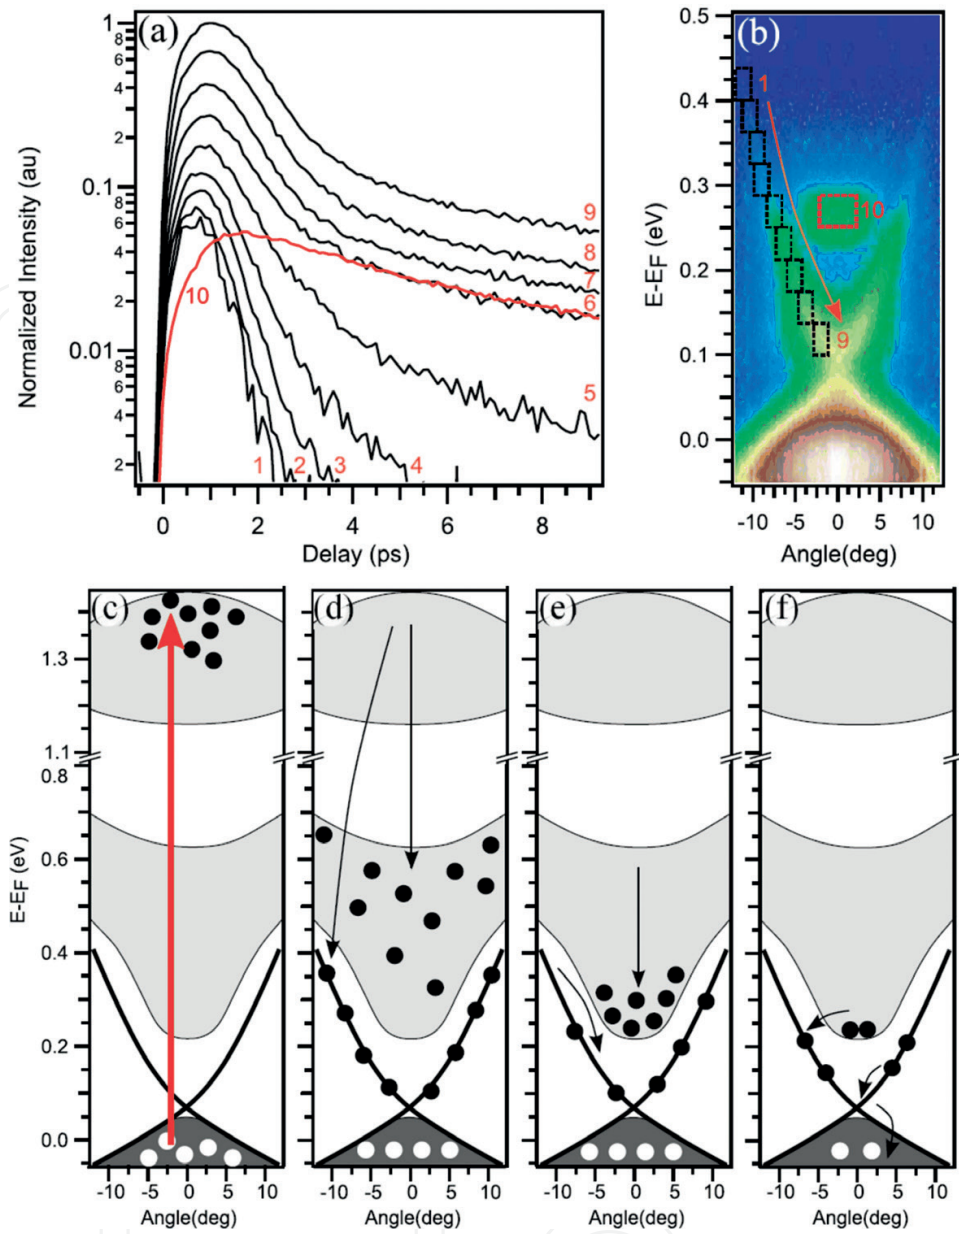 (a)
Normalized Intensity (au)
1
8
6
4
2
0.1
8
6
4
2
0.01
8
6
4
2
9
8
7
6
5
10
1
2
3
4
0
2
4
6
8
Delay (ps)
(b)
E-EF (eV)
0.5
0.4
0.3
0.2
0.1
0.0
1
10
9
-10 -5 0 5 10
Angle(deg)
(c)
(d)
(e)
(f)
E-EF (eV)
1.3
1.1
0.8
0.6
0.4
0.2
0.0
-10 -5 0 5 10
Angle(deg)
-10 -5 0 5 10
Angle(deg)
-10 -5 0 5 10
Angle(deg)
-10 -5 0 5 10
Angle(deg)